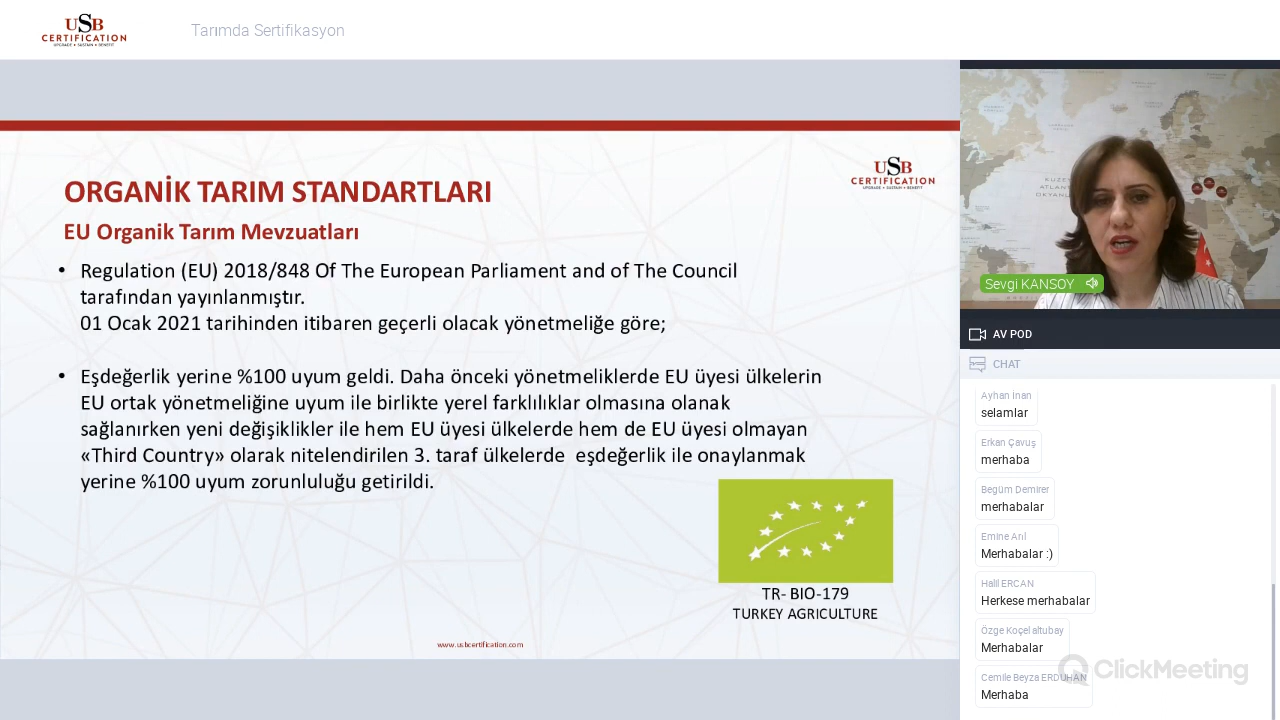 USB
CERTIFICATION
UPGRADE • SUSTAIN • BENEFIT
Tarımda Sertifikasyon
USB
CERTIFICATION
UPGRADE • SUSTAIN • BENEFIT
ORGANİK TARIM STANDARTLARI
EU Organik Tarım Mevzuatları
• Regulation (EU) 2018/848 Of The European Parliament and of The Council
tarafından yayınlanmıştır.
01 Ocak 2021 tarihinden itibaren geçerli olacak yönetmeliğe göre;
• Eşdeğerlik yerine %100 uyum geldi. Daha önceki yönetmeliklerde EU üyesi ülkelerin
EU ortak yönetmeliğine uyum ile birlikte yerel farklılıklar olmasına olanak
sağlanırken yeni değişiklikler ile hem EU üyesi ülkelerde hem de EU üyesi olmayan
«Third Country» olarak nitelendirilen 3. taraf ülkelerde eşdeğerlik ile onaylanmak
yerine %100 uyum zorunluluğu getirildi.
TR- BIO-179
TURKEY AGRICULTURE
www.usbcertification.com
Sevgi KANSOY
AV POD
CHAT
Ayhan İnan
selamlar
Erkan Çavuş
merhaba
Begüm Demirer
merhabalar
Emine Arıl
Merhabalar :)
Halil ERCAN
Herkese merhabalar
Özge Koçel altubay
Merhabalar
Cemile Beyza ERDUHAN
Merhaba
ClickMeeting